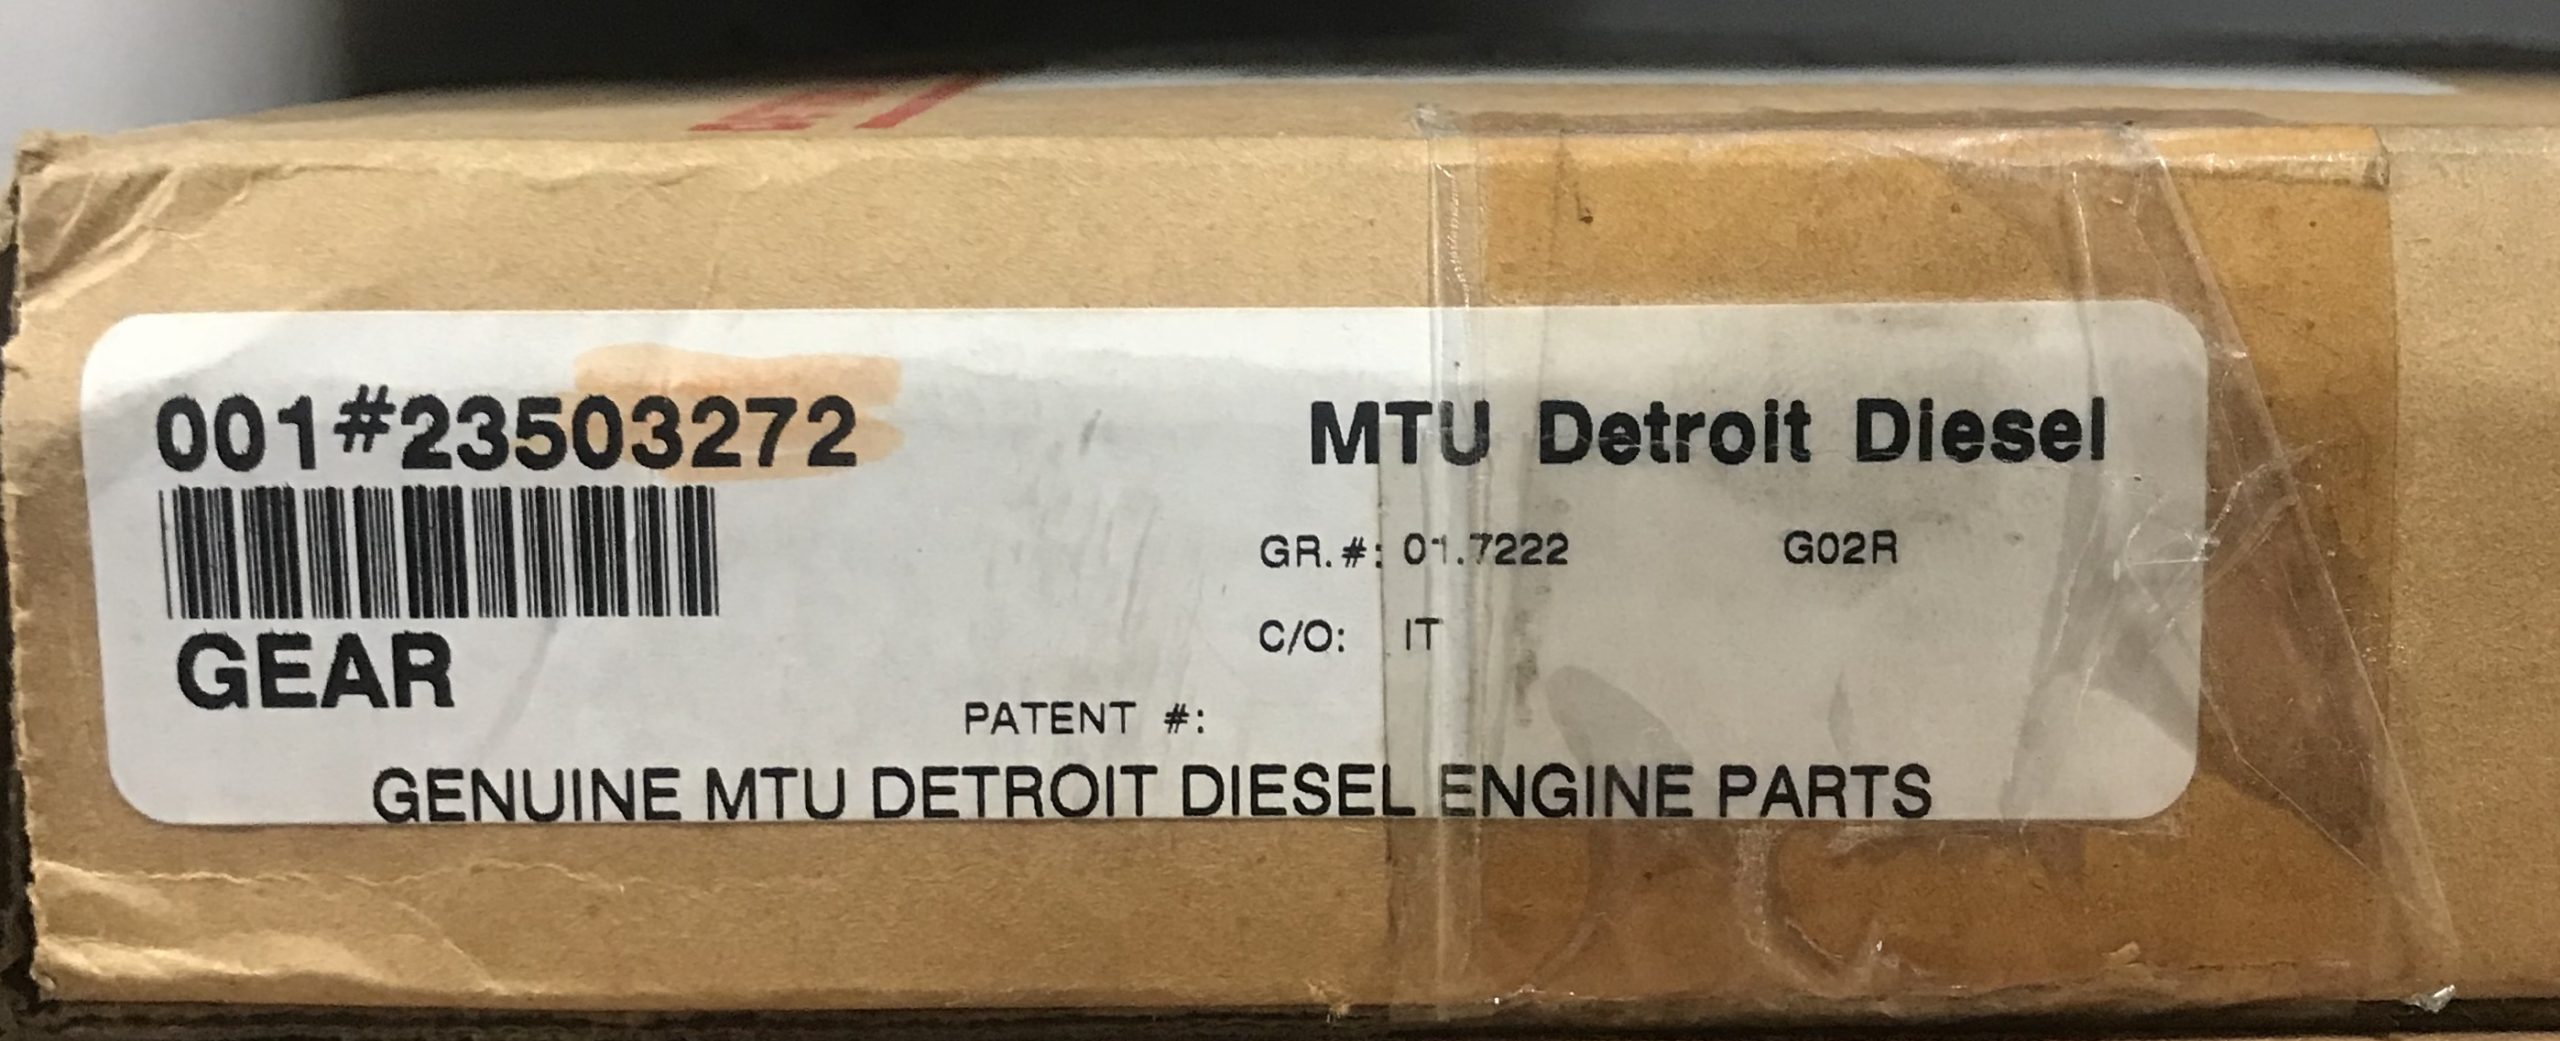 001#23503272
MTU Detroit Diesel
GR.#: 01.7222 G02R
C/O: IT
GEAR
PATENT #:
GENUINE MTU DETROIT DIESEL ENGINE PARTS